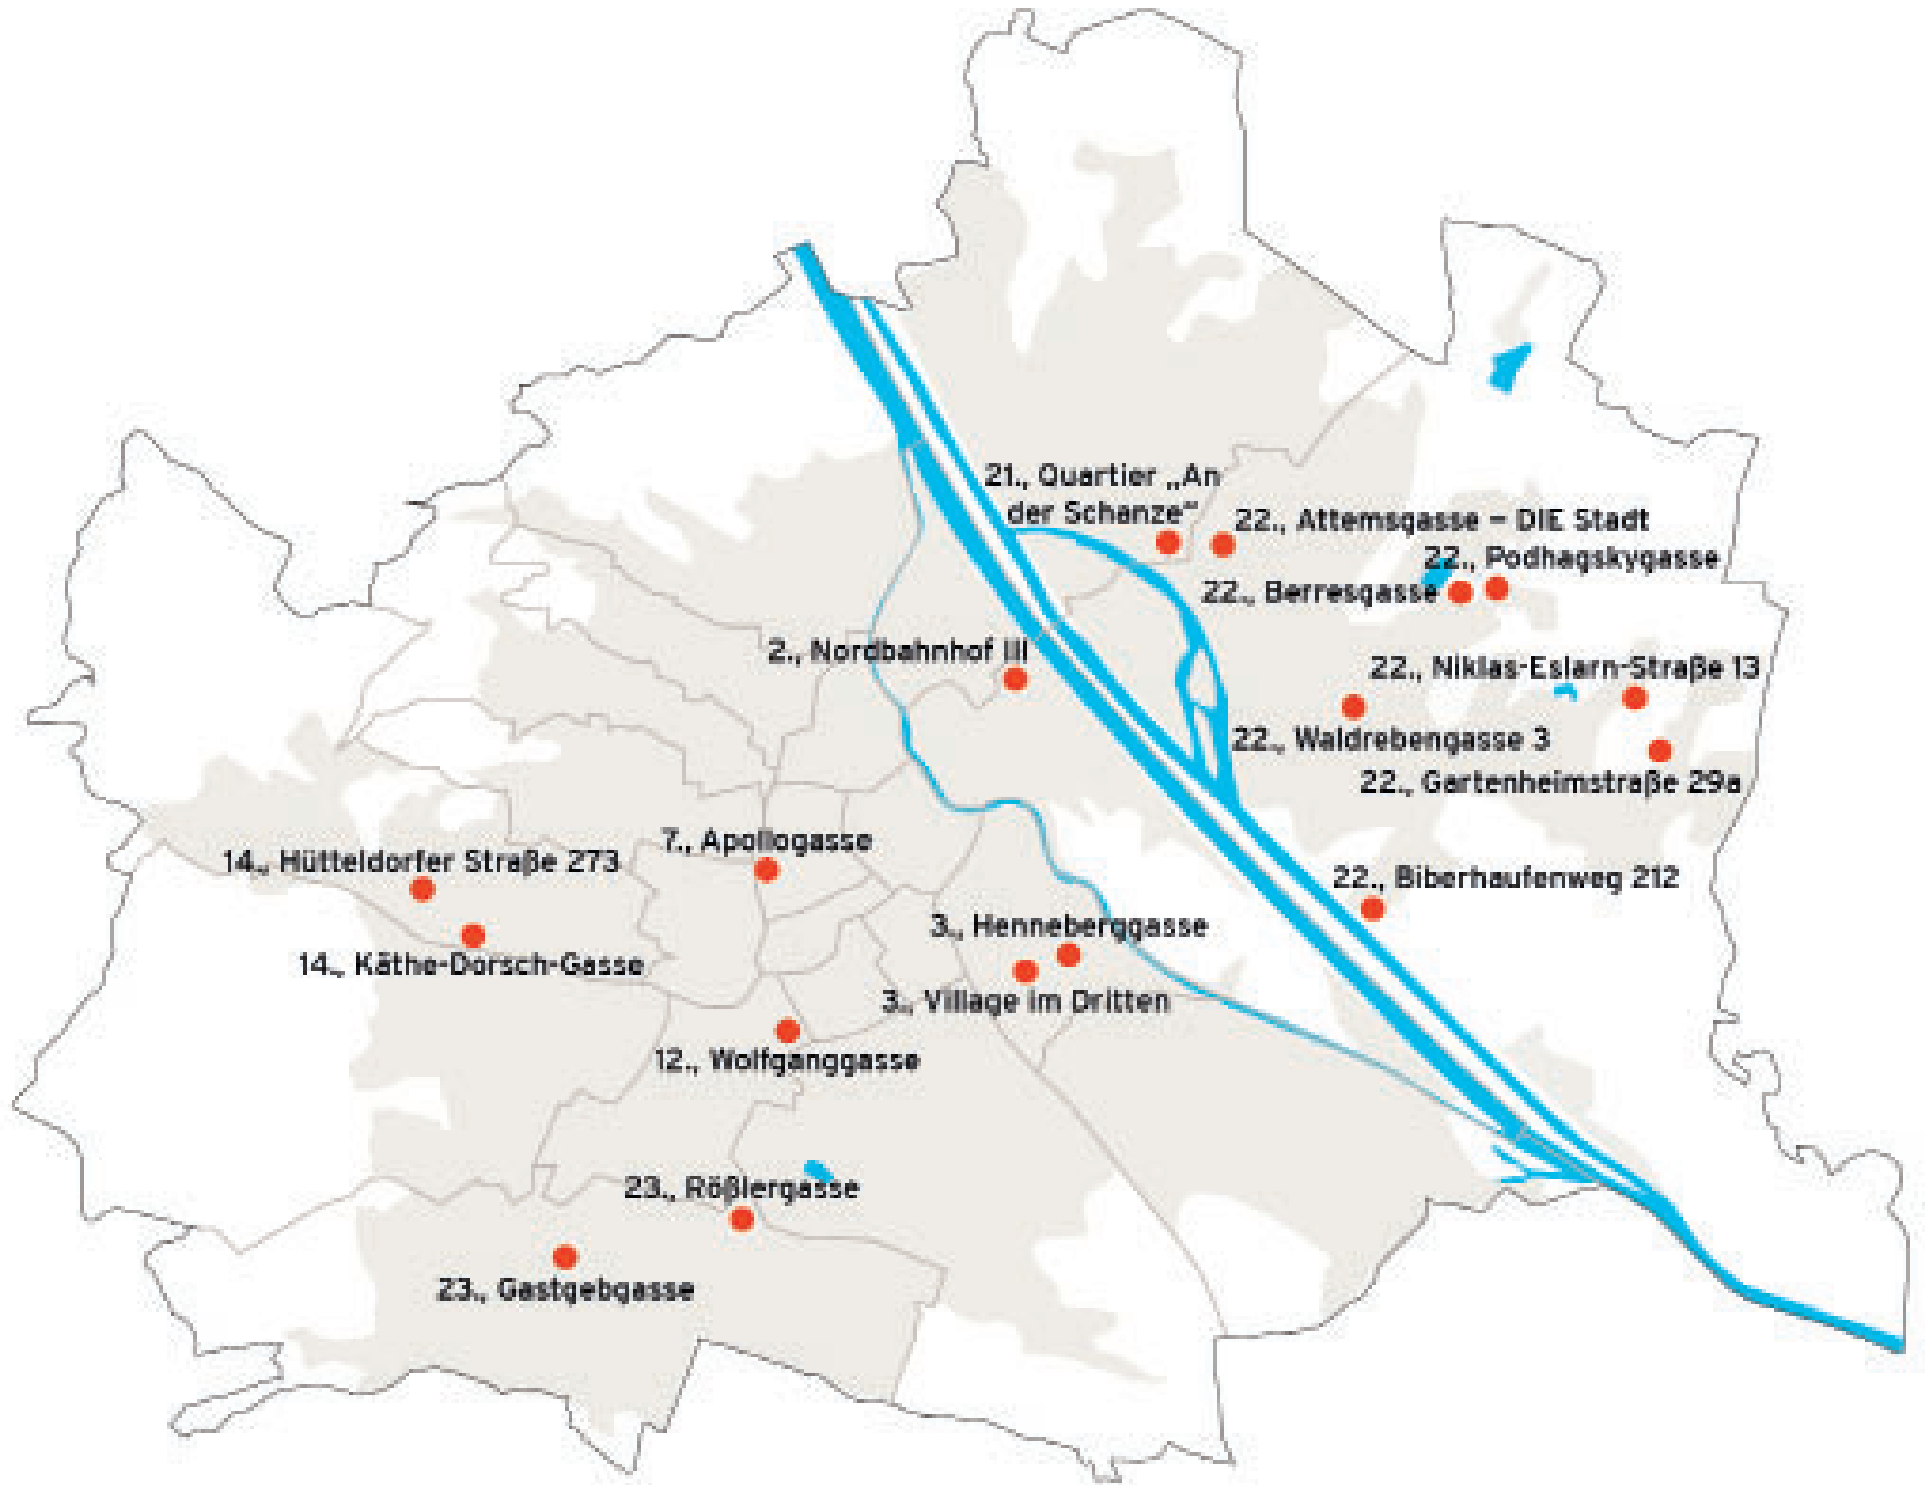 21., Quartier „An
der Schanze“
22., Attemsgasse – DIE Stadt
22., Podhagskygasse
22., Berresgasse
2., Nordbahnhof III
22., Niklas-Eslarn-Straße 13
22., Waldrebengasse 3
22., Gartenheimstraße 29a
7., Apollogasse
14., Hütteldorfer Straße 273
22., Biberhaufenweg 212
3., Henneberggasse
14., Käthe-Dorsch-Gasse
3., Village im Dritten
12., Wolfganggasse
23., Rößlergasse
23., Gastgebgasse